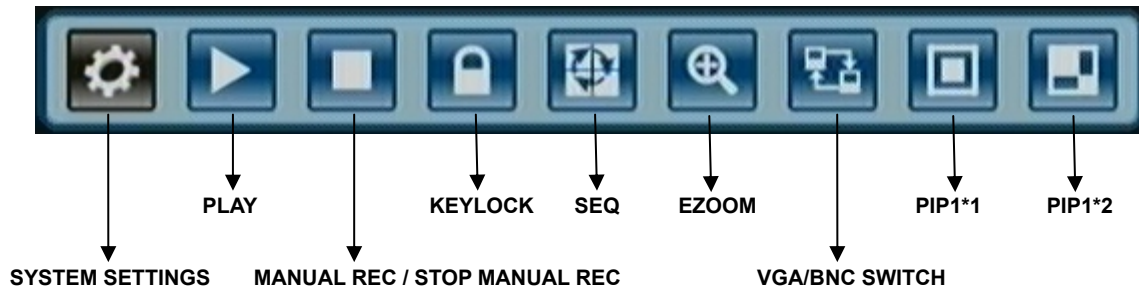 PLAY KEYLOCK SEQ EZOOM PIP1*1 PIP1*2
SYSTEM SETTINGS MANUAL REC / STOP MANUAL REC VGA/BNC SWITCH